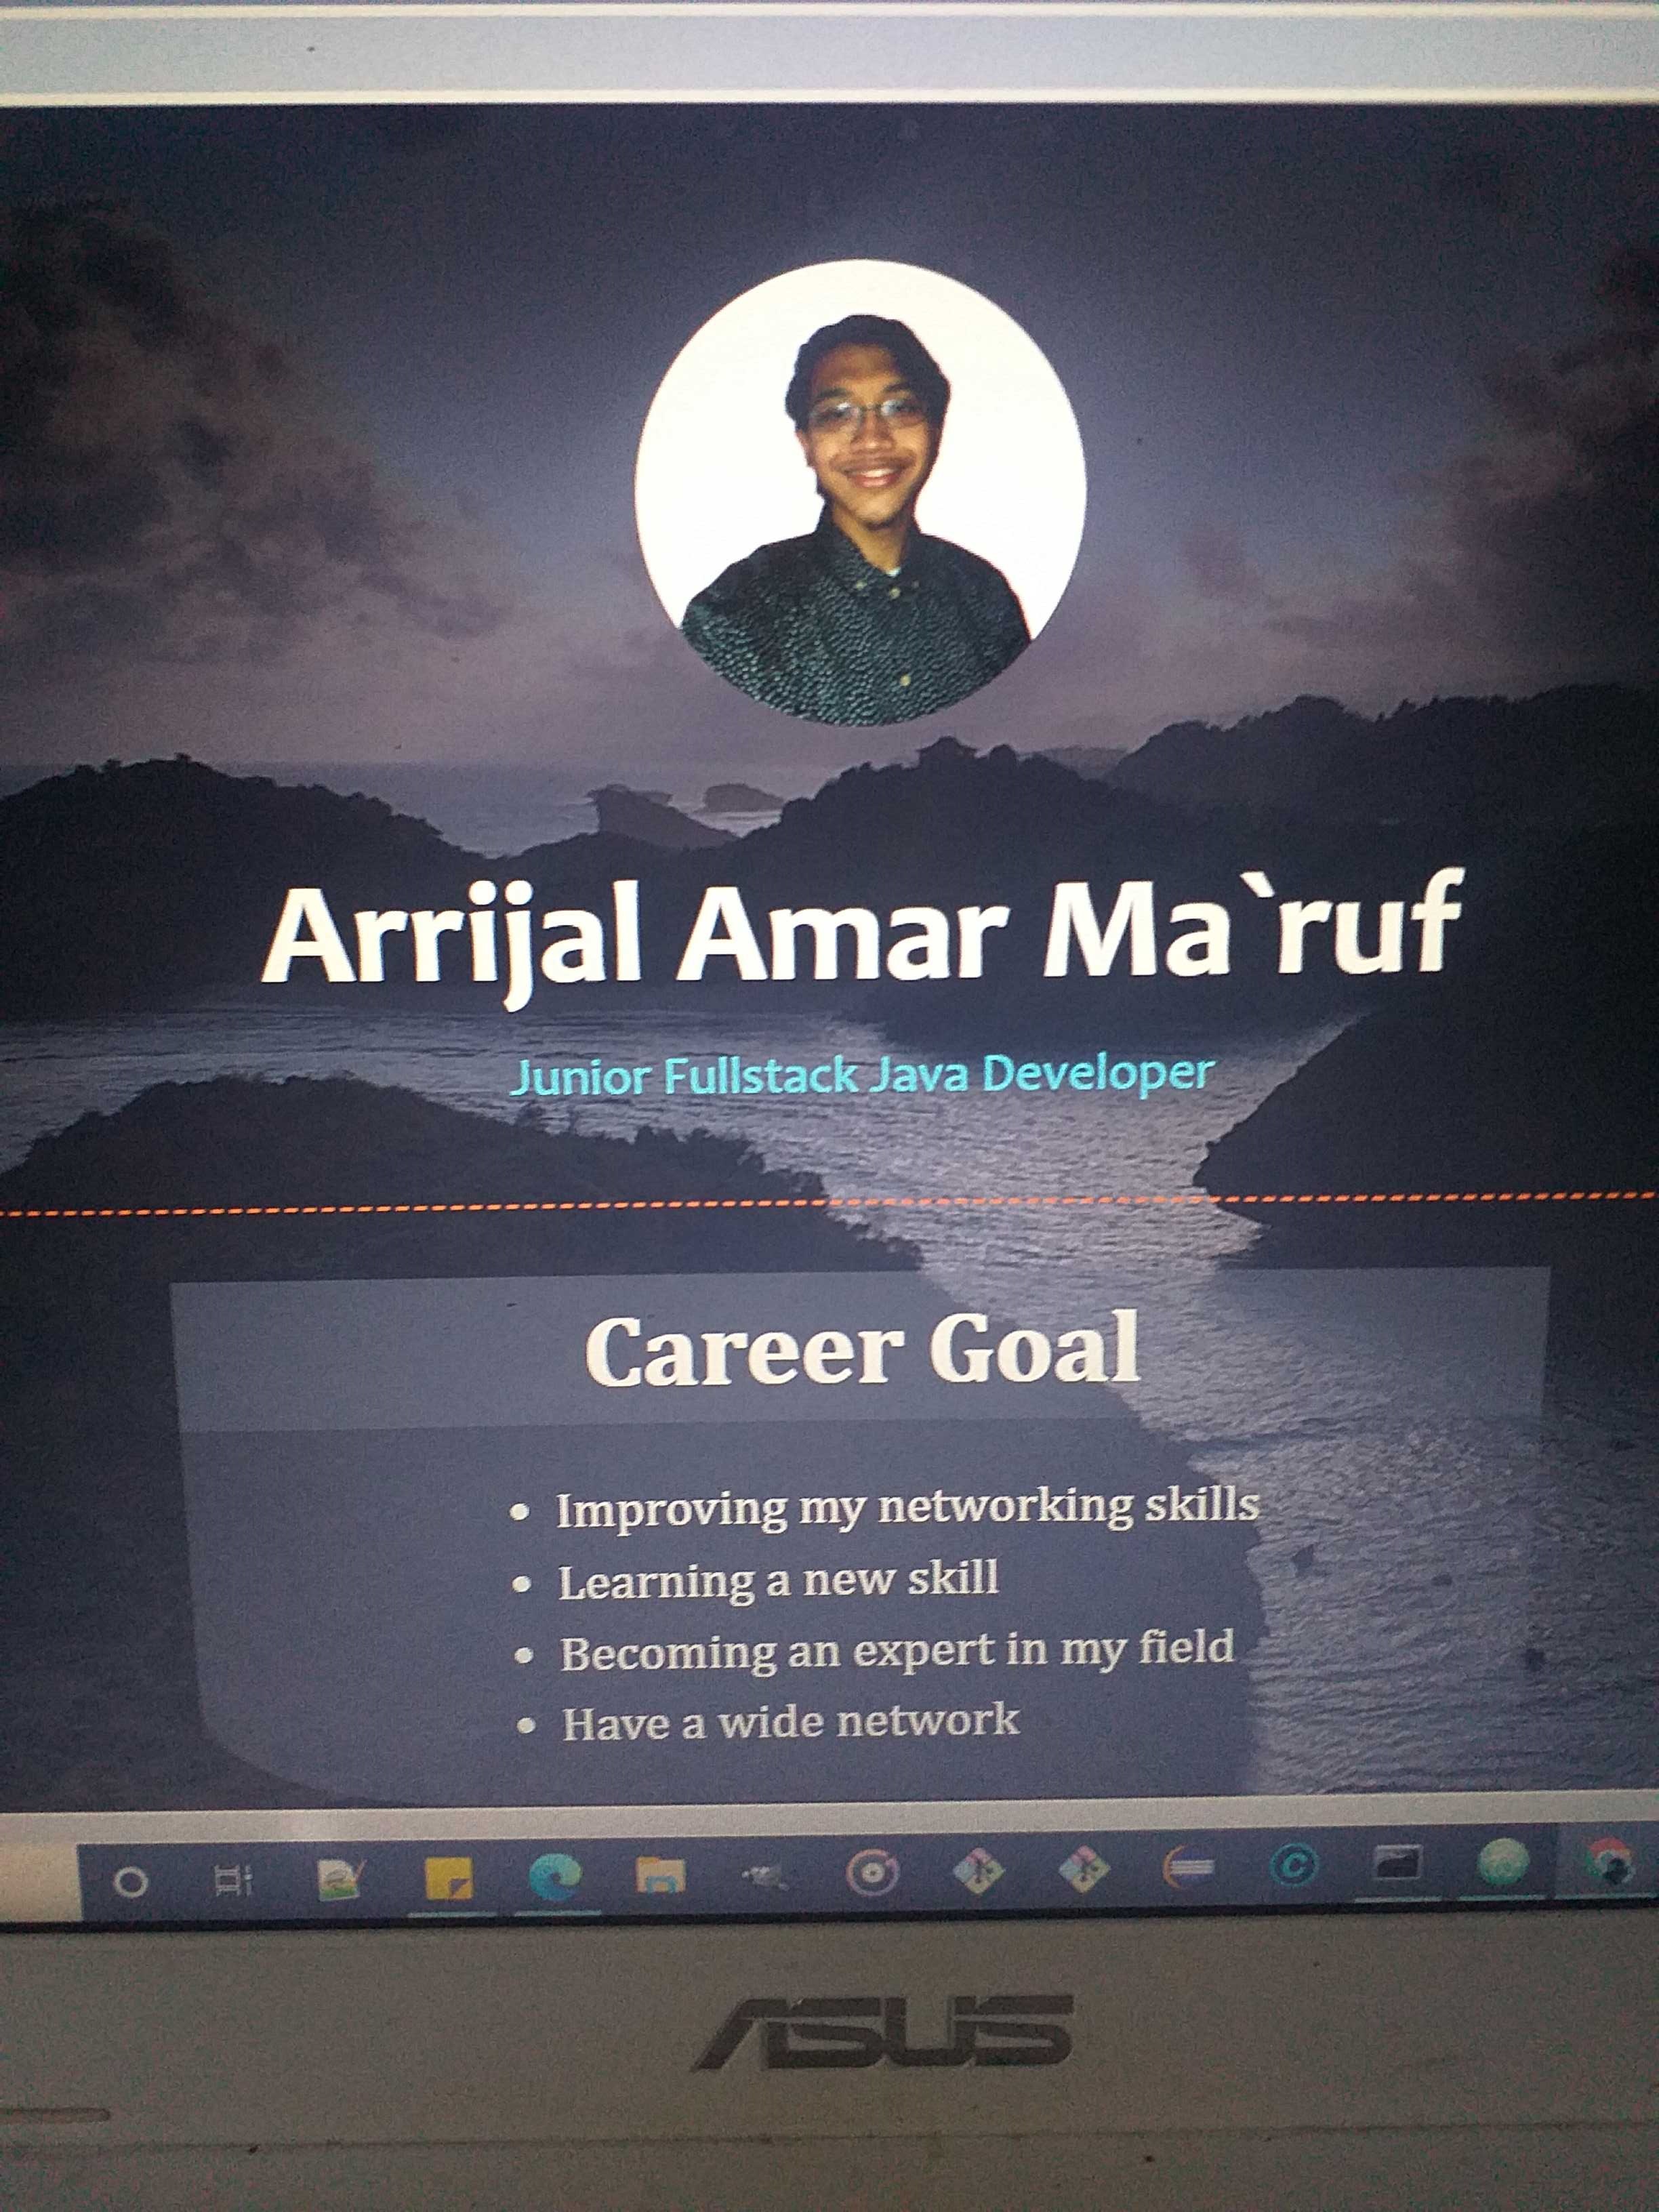 Arrijal Amar Ma`ruf
Junior Fullstack Java Developer
Career Goal
• Improving my networking skills
• Learning a new skill
• Becoming an expert in my field
• Have a wide network
ASUS